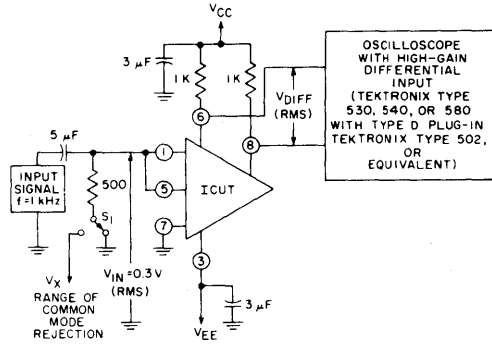 VCC
3 μF
1K
1K
6
VDIFF
(RMS)
8
OSCILLOSCOPE
WITH HIGH-GAIN
DIFFERENTIAL
INPUT
(TEKTRONIX TYPE
530, 540, OR 580
WITH TYPE D PLUG-IN
TEKTRONIX TYPE 502,
OR
EQUIVALENT)
5 μF
INPUT
SIGNAL
f=1 kHz
500
S1
1
5
7
ICUT
3
VIN=0.3 V
(RMS)
VX
RANGE OF
COMMON
MODE
REJECTION
3 μF
VEE